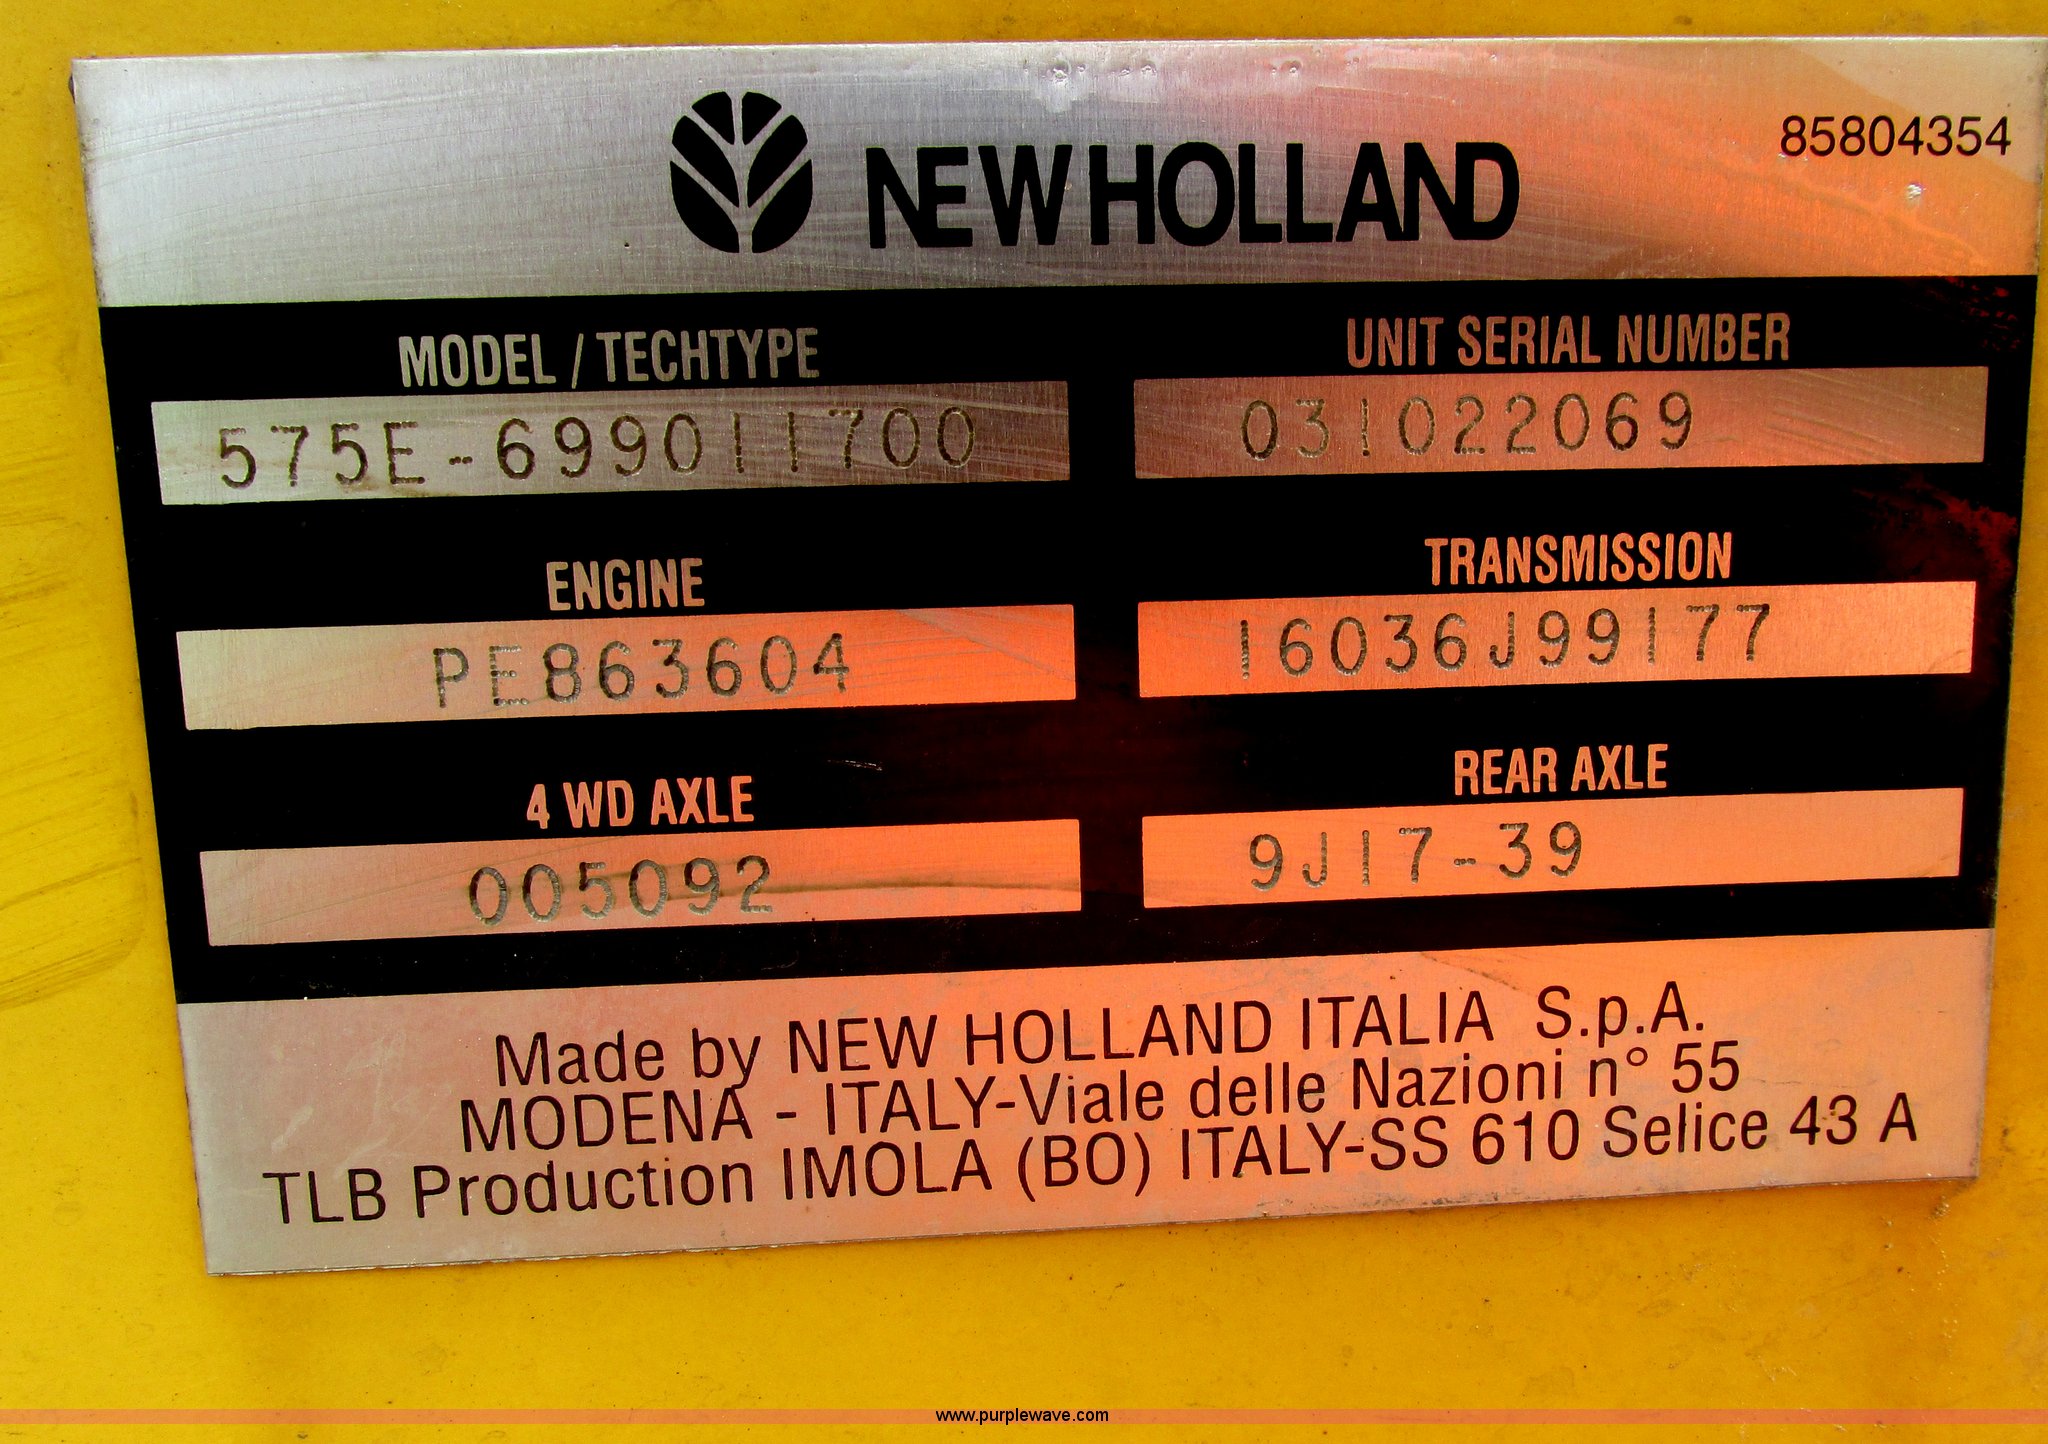 NEW HOLLAND
85804354
MODEL / TECHTYPE
UNIT SERIAL NUMBER
575E-699011700
031022069
ENGINE
TRANSMISSION
PE863604
16036J99177
4 WD AXLE
REAR AXLE
005092
9J17-39
Made by NEW HOLLAND ITALIA S.p.A.
MODENA - ITALY-Viale delle Nazioni n° 55
TLB Production IMOLA (BO) ITALY-SS 610 Selice 43 A
www.purplewave.com